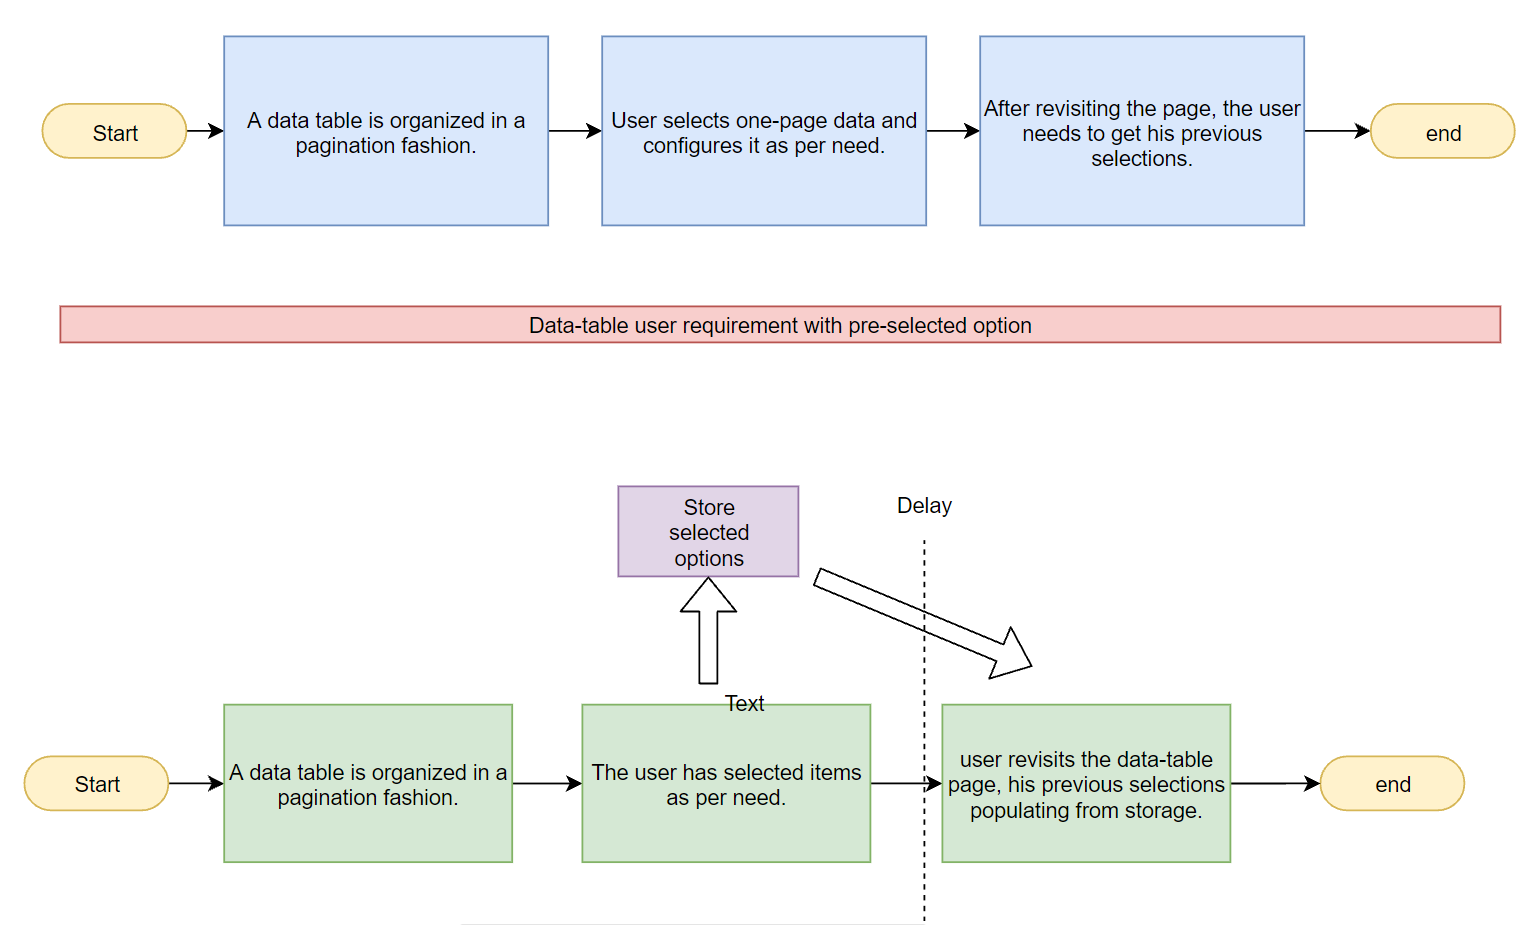 Start
A data table is organized in a
pagination fashion.
User selects one-page data and
configures it as per need.
After revisiting the page, the user
needs to get his previous
selections.
end
Data-table user requirement with pre-selected option
Store
selected
options
Delay
Text
Start
A data table is organized in a
pagination fashion.
The user has selected items
as per need.
user revisits the data-table
page, his previous selections
populating from storage.
end